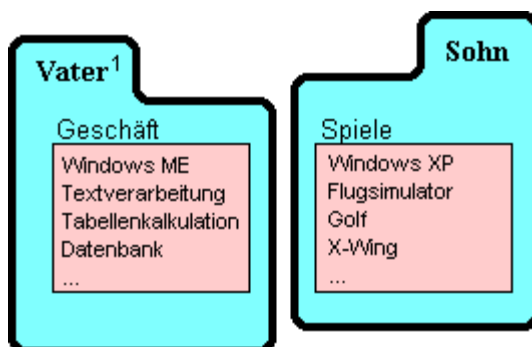 Vater¹
Geschäft
Windows ME
Textverarbeitung
Tabellenkalkulation
Datenbank
...
Sohn
Spiele
Windows XP
Flugsimulator
Golf
X-Wing
...